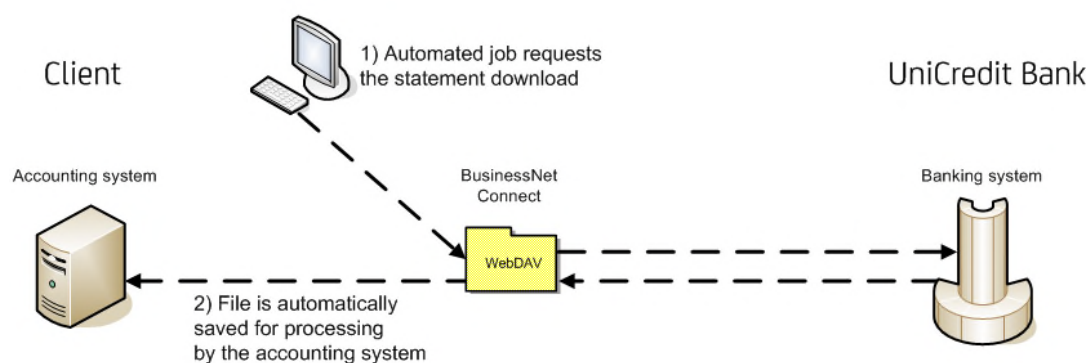 1) Automated job requests
the statement download
Client
UniCredit Bank
Accounting system
BusinessNet
Connect
Banking system
WebDAV
2) File is automatically
saved for processing
by the accounting system